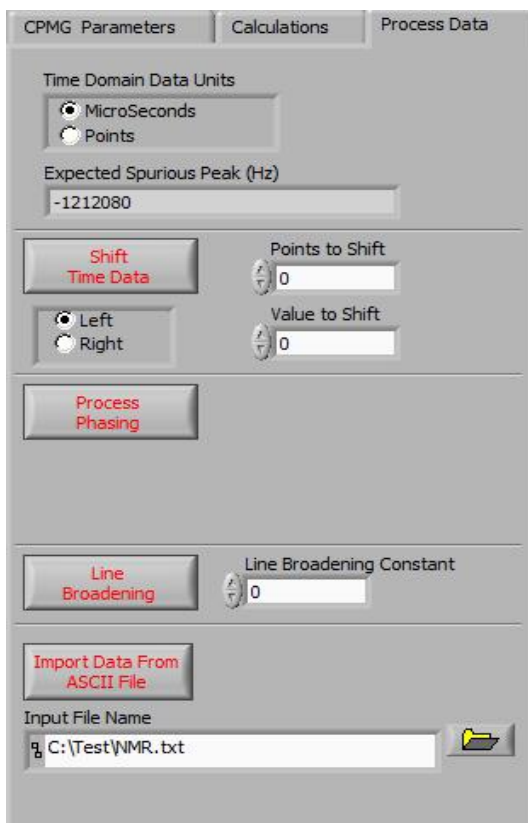 CPMG Parameters
Calculations
Process Data
Time Domain Data Units
MicroSeconds
Points
Expected Spurious Peak (Hz)
-1212080
Shift
Time Data
Points to Shift
0
Left
Right
Value to Shift
0
Process
Phasing
Line
Broadening
Line Broadening Constant
0
Import Data From
ASCII File
Input File Name
C:\Test\NMR.txt